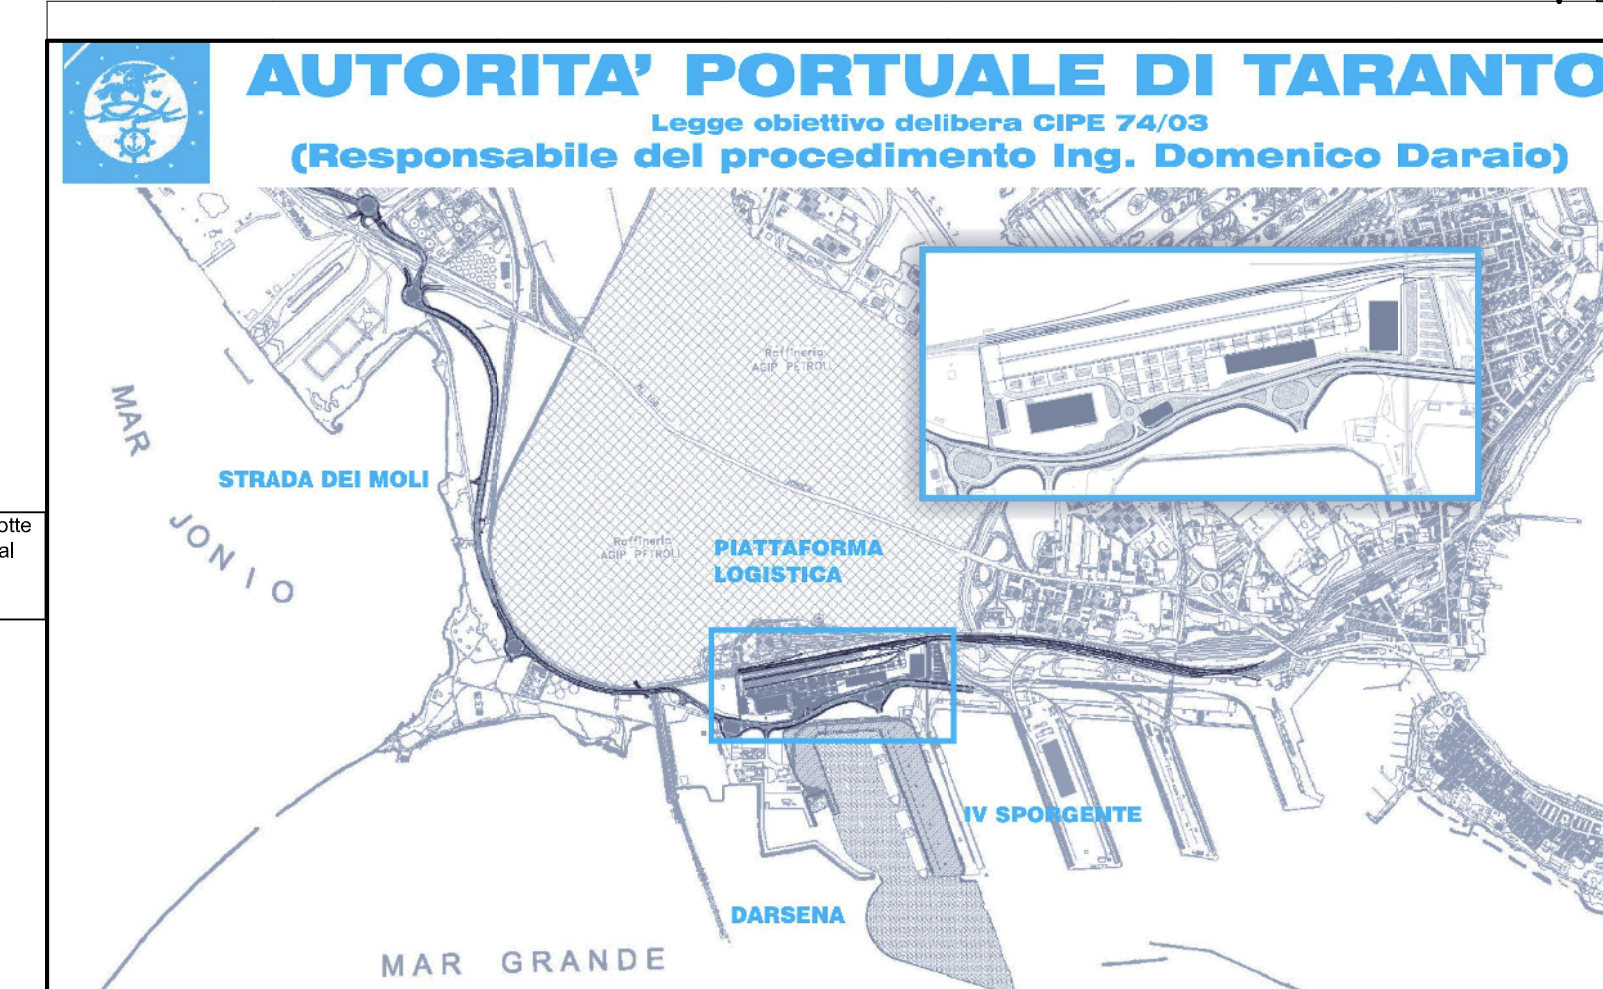 AUTORITA' PORTUALE DI TARANTO
Legge obiettivo delibera CIPE 74/03
(Responsabile del procedimento Ing. Domenico Daraio)
Raffineria
AGIP PETROLI
MAR
JONIO
STRADA DEI MOLI
otte
al
Raffineria
AGIP PETROLI
PIATTAFORMA
LOGISTICA
IV SPORGENTE
DARSENA
MAR GRANDE